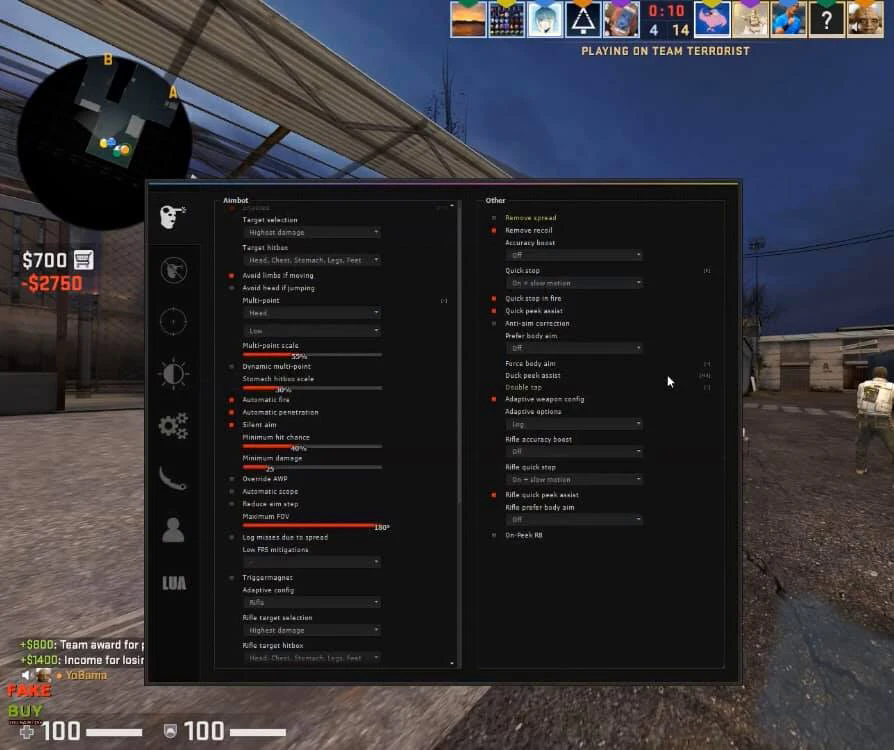 0:10
4 14
?
PLAYING ON TEAM TERRORIST
B
A
$700
-$2750
Aimbot
Target selection
Highest damage
Target hitbox
Head, Chest, Stomach, Legs, Feet
Avoid limbs if moving
Avoid head if jumping
Multi-point
Head
Low
Multi-point scale
55%
Dynamic multi-point
Stomach hitbox scale
30%
Automatic fire
Automatic penetration
Silent aim
Minimum hit chance
40%
Minimum damage
25
Override AWP
Automatic scope
Reduce aim step
Maximum FOV
180°
Log misses due to spread
Low FPS mitigations
-
Triggermagnet
Adaptive config
Rifle
Rifle target selection
Highest damage
Rifle target hitbox
Head, Chest, Stomach, Legs, Feet
LUA
Other
Remove spread
Remove recoil
Accuracy boost
Off
Quick stop
On + slow motion
Quick stop in fire
Quick peek assist
Anti-aim correction
Prefer body aim
Off
Force body aim
Duck peek assist
Double tap
Adaptive weapon config
Adaptive options
Log
Rifle accuracy boost
Off
Rifle quick stop
On + slow motion
Rifle quick peek assist
Rifle prefer body aim
Off
On-Peek RB
+$800: Team award for
+$1400: Income for losin
YoBama
FAKE
BUY
100
100